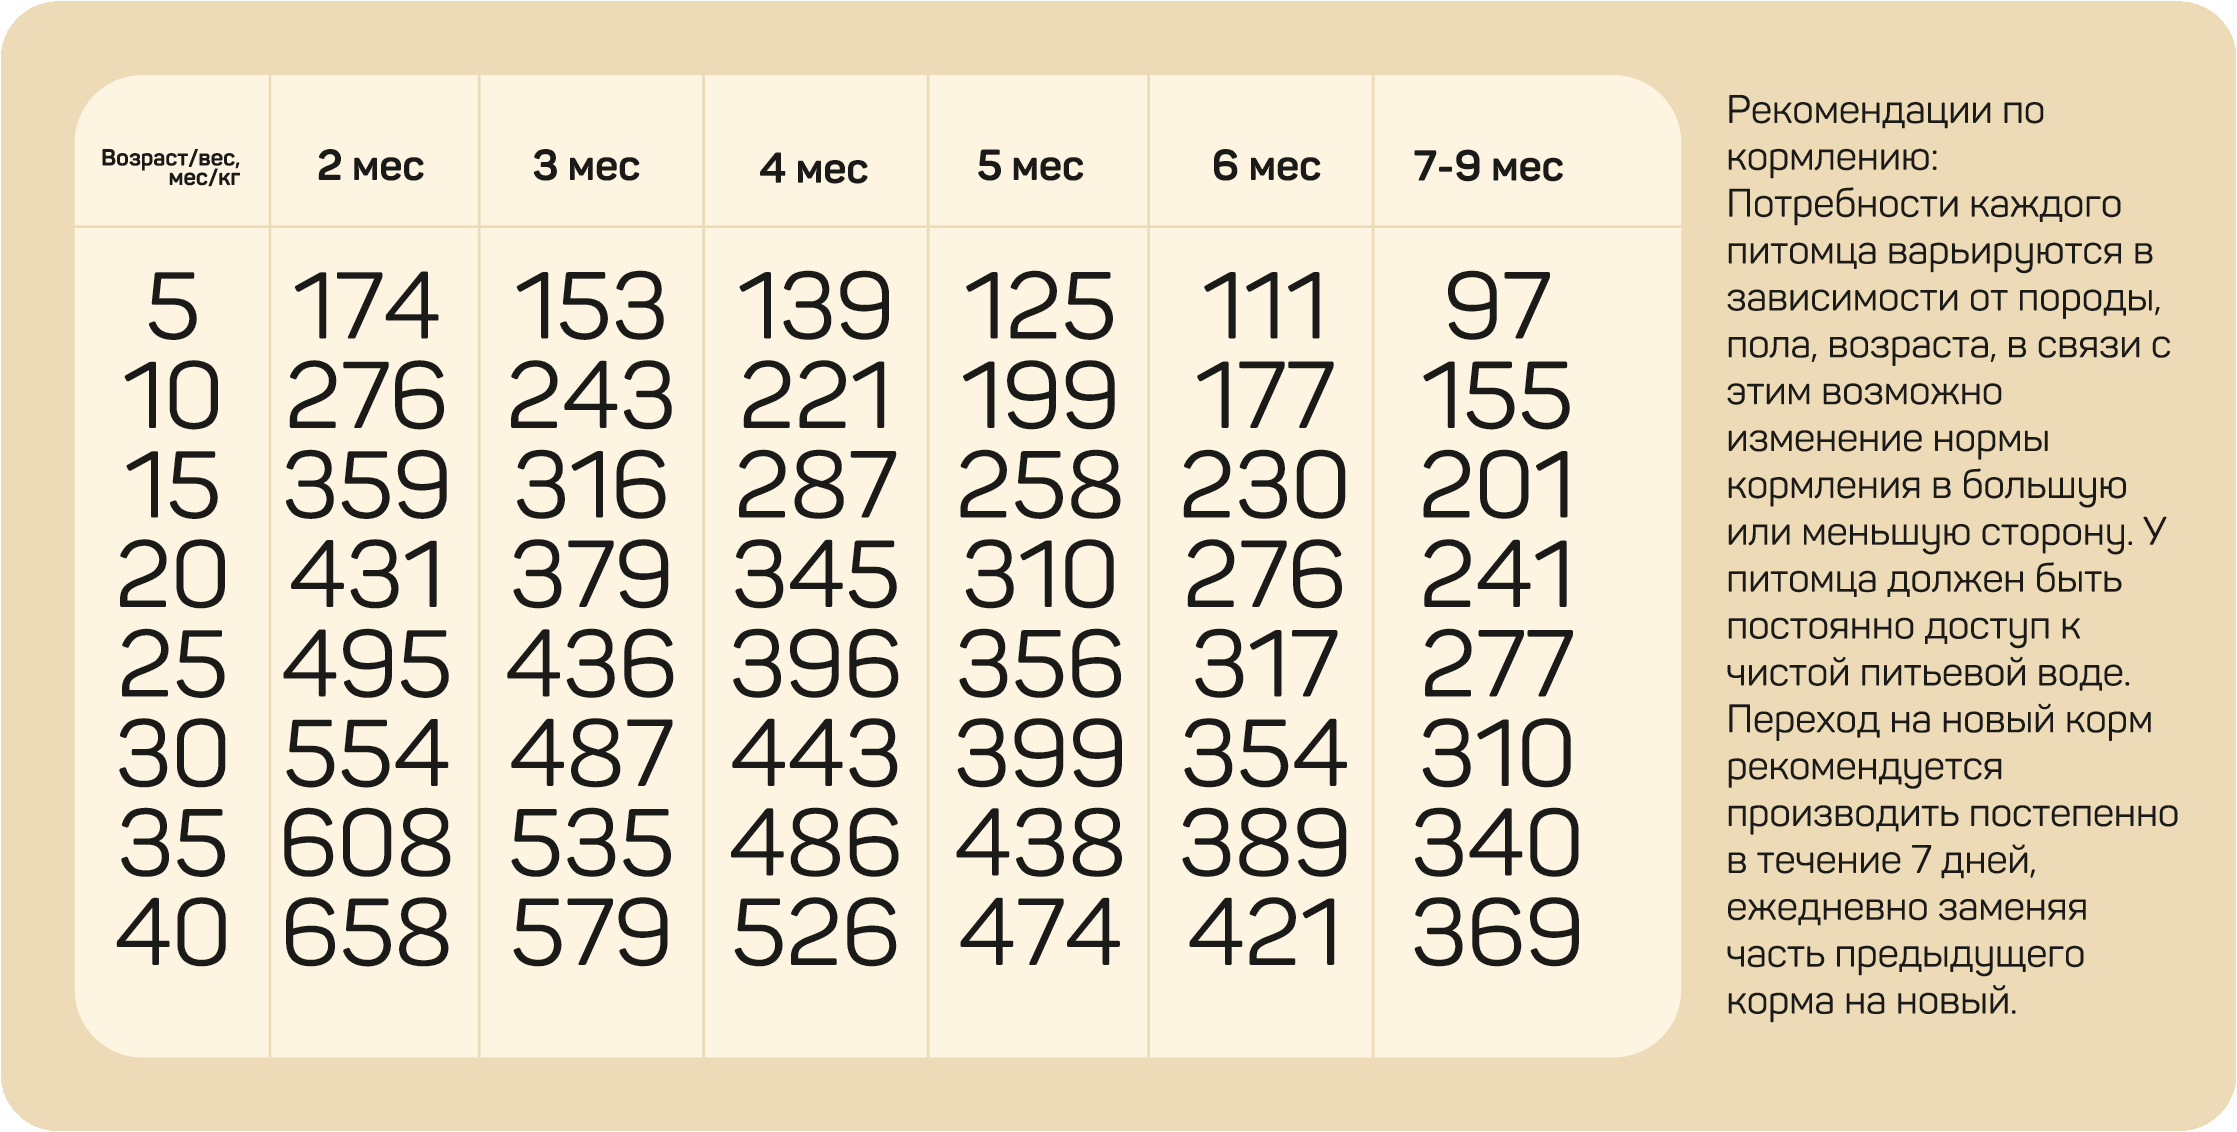 Возраст/вес, 2 мес 3 мес 4 мес 5 мес 6 мес 7-9 мес
мес/кг
5 174 153 139 125 111 97
10 276 243 221 199 177 155
15 359 316 287 258 230 201
20 431 379 345 310 276 241
25 495 436 396 356 317 277
30 554 487 443 399 354 310
35 608 535 486 438 389 340
40 658 579 526 474 421 369
Рекомендации по
кормлению:
Потребности каждого
питомца варьируются в
зависимости от породы,
пола, возраста, в связи с
этим возможно
изменение нормы
кормления в большую
или меньшую сторону. У
питомца должен быть
постоянно доступ к
чистой питьевой воде.
Переход на новый корм
рекомендуется
производить постепенно
в течение 7 дней,
ежедневно заменяя
часть предыдущего
корма на новый.